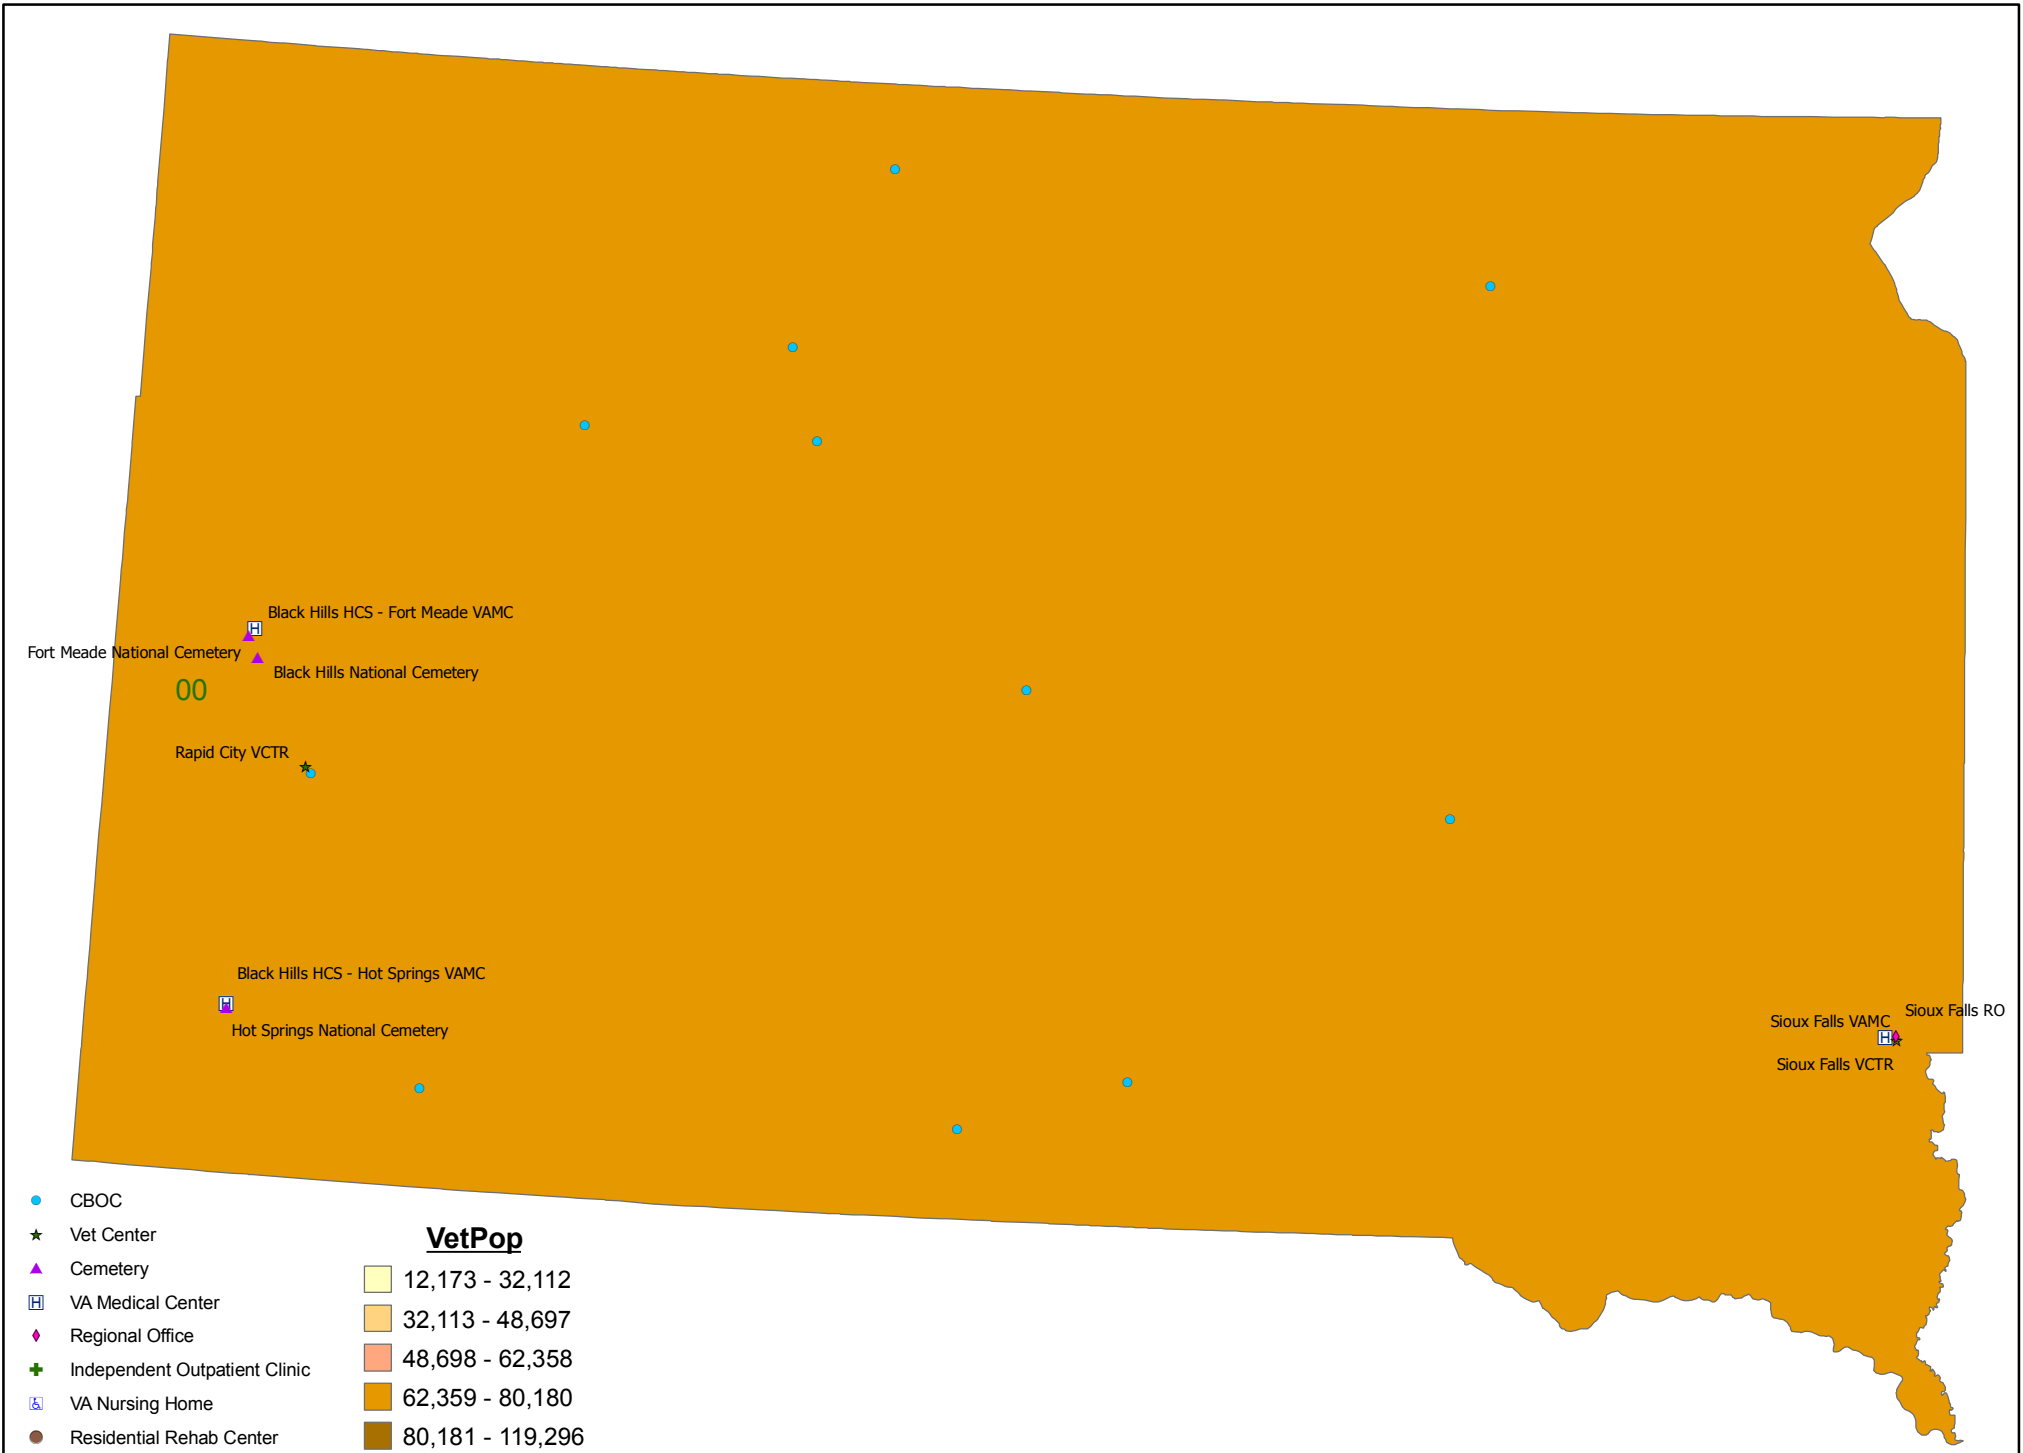 Black Hills HCS - Fort Meade VAMC
Fort Meade National Cemetery
Black Hills National Cemetery
00
Rapid City VCTR
Black Hills HCS - Hot Springs VAMC
H
Hot Springs National Cemetery
Sioux Falls RO
Sioux Falls VAMC
H
Sioux Falls VCTR
CBOC
Vet Center
Cemetery
H VA Medical Center
Regional Office
Independent Outpatient Clinic
VA Nursing Home
Residential Rehab Center
VetPop
12,173 - 32,112
32,113 - 48,697
48,698 - 62,358
62,359 - 80,180
80,181 - 119,296